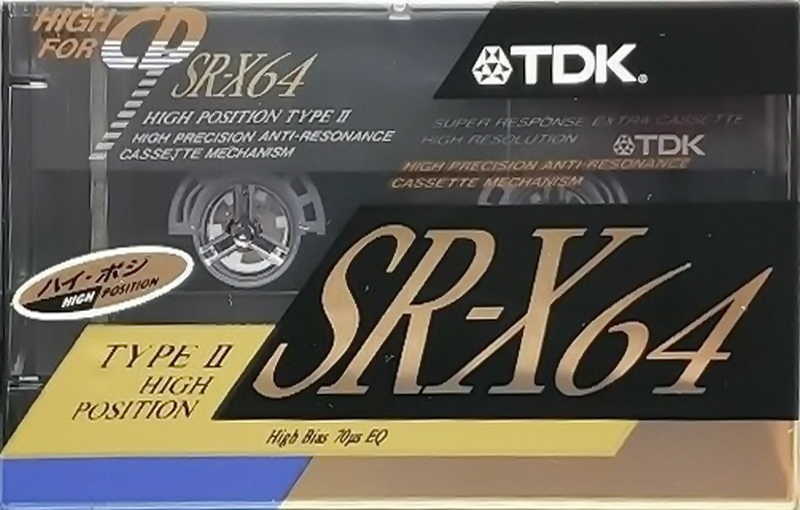 HIGH
FOR CD
SR-X64
HIGH POSITION TYPE II
HIGH PRECISION ANTI-RESONANCE
CASSETTE MECHANISM
TDK
SUPER RESPONSE EXTRA CASSETTE
HIGH RESOLUTION
TDK
HIGH PRECISION ANTI-RESONANCE
CASSETTE MECHANISM
ハイ・ポジ
HIGH POSITION
SR-X64
TYPE II
HIGH
POSITION
High Bias 70µs EQ